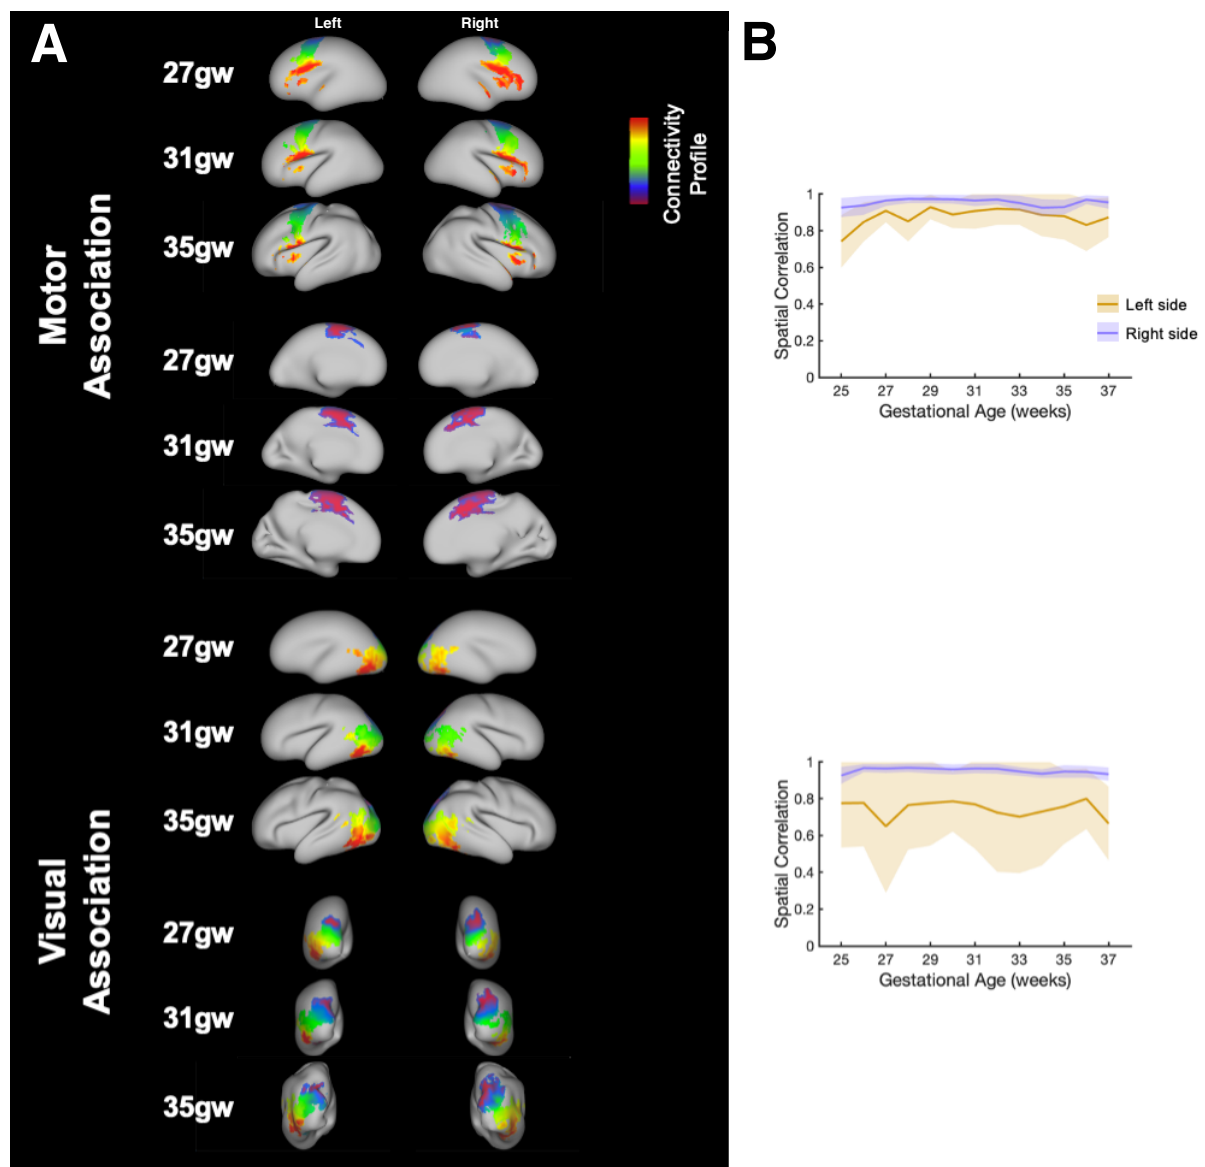 A
Left
Right
27gw
31gw
35gw
Motor
Association
27gw
31gw
35gw
Connectivity
Profile
27gw
31gw
35gw
Visual
Association
27gw
31gw
35gw
B
1
0.8
0.6
0.4
0.2
0
Spatial Correlation
25 27 29 31 33 35 37
Gestational Age (weeks)
Left side
Right side
1
0.8
0.6
0.4
0.2
0
Spatial Correlation
25 27 29 31 33 35 37
Gestational Age (weeks)